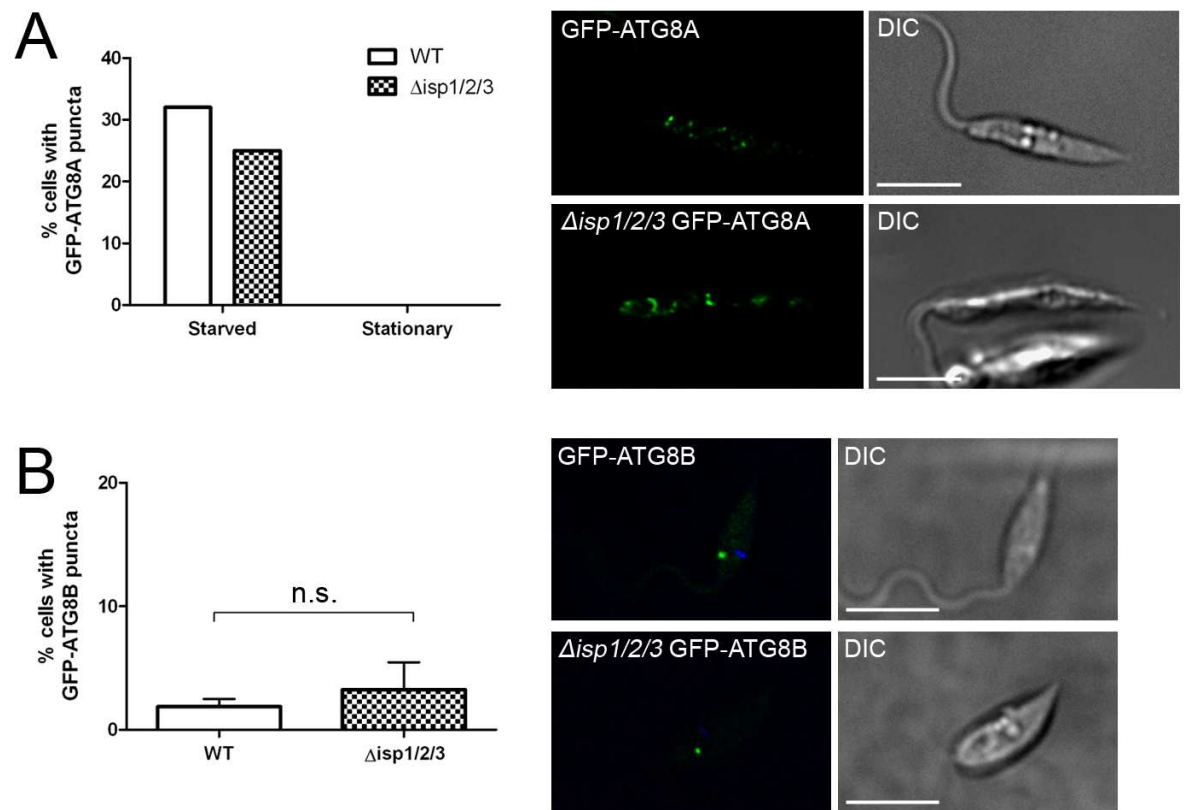 A
% cells with
GFP-ATG8A puncta
40
30
20
10
0
WT
Δisp1/2/3
Starved
Stationary
GFP-ATG8A
DIC
Δisp1/2/3 GFP-ATG8A
DIC
B
% cells with
GFP-ATG8B puncta
20
10
0
n.s.
WT
Δisp1/2/3
GFP-ATG8B
DIC
Δisp1/2/3 GFP-ATG8B
DIC